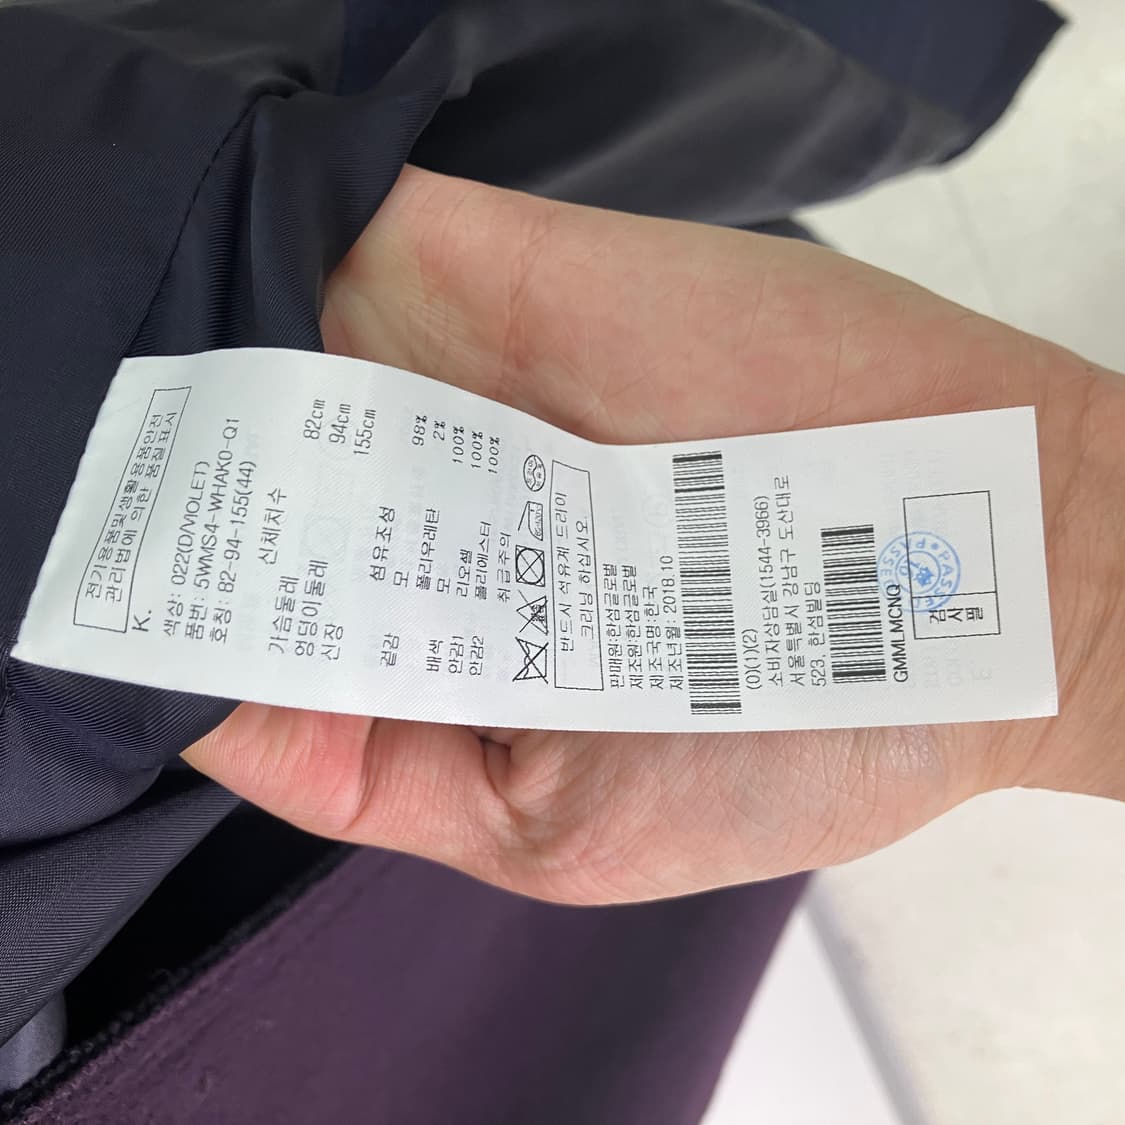 전기용품및생활용품안전
관리법에 의한 품질표시
K.
색상: 022(D/MOLET)
품번: 5WMS4-WHAK0-Q1
호칭: 82-94-155(44)
신체치수
가슴둘레 82cm
엉덩이둘레 94cm
신장 155cm
섬유조성
겉감 모 98%
폴리우레탄 2%
배색 모 100%
안감1 리오셀 100%
안감2 폴리에스터 100%
취급주의
반드시 석유계 드라이
크리닝 하십시오.
판매원:한섬글로벌
제조원:한섬글로벌
제조국명:한국
제조년월: 2018.10
(0)(1)(2)
소비자상담실(1544-3966)
서울특별시 강남구 도산대로
523, 한섬빌딩
GMMLMCNQ
검사필